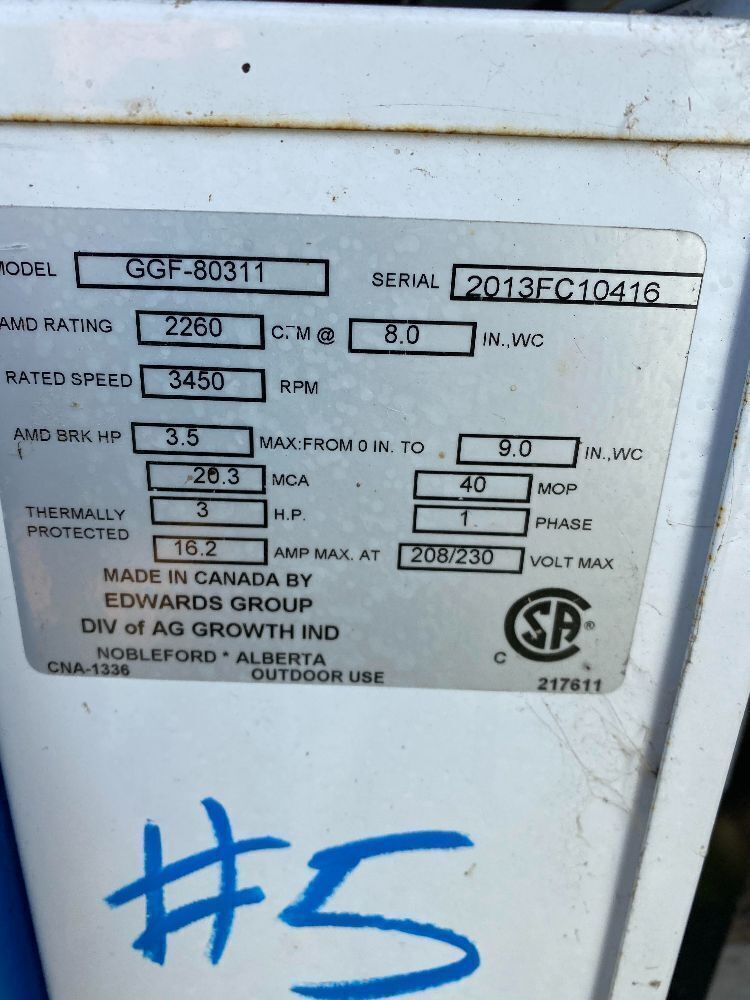 MODEL GGF-80311 SERIAL 2013FC10416
AMD RATING 2260 CFM @ 8.0 IN.,WC
RATED SPEED 3450 RPM
AMD BRK HP 3.5 MAX:FROM 0 IN. TO 9.0 IN.,WC
20.3 MCA 40 MOP
THERMALLY PROTECTED 3 H.P. 1 PHASE
16.2 AMP MAX. AT 208/230 VOLT MAX
MADE IN CANADA BY
EDWARDS GROUP
DIV of AG GROWTH IND
NOBLEFORD * ALBERTA
CNA-1336 OUTDOOR USE
C SA ®
217611
#5